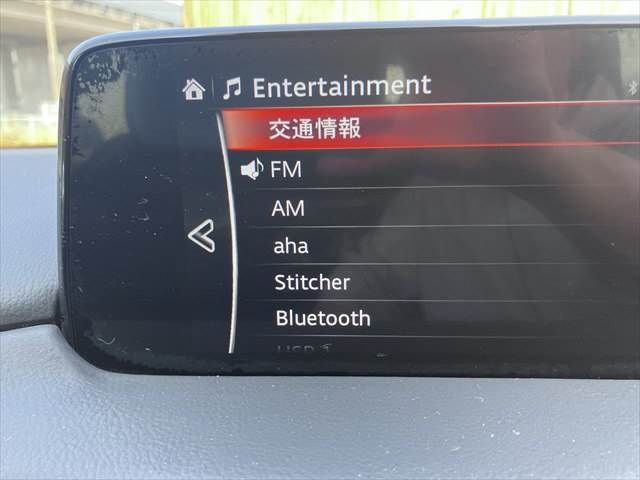 Entertainment
交通情報
FM
AM
aha
Stitcher
Bluetooth